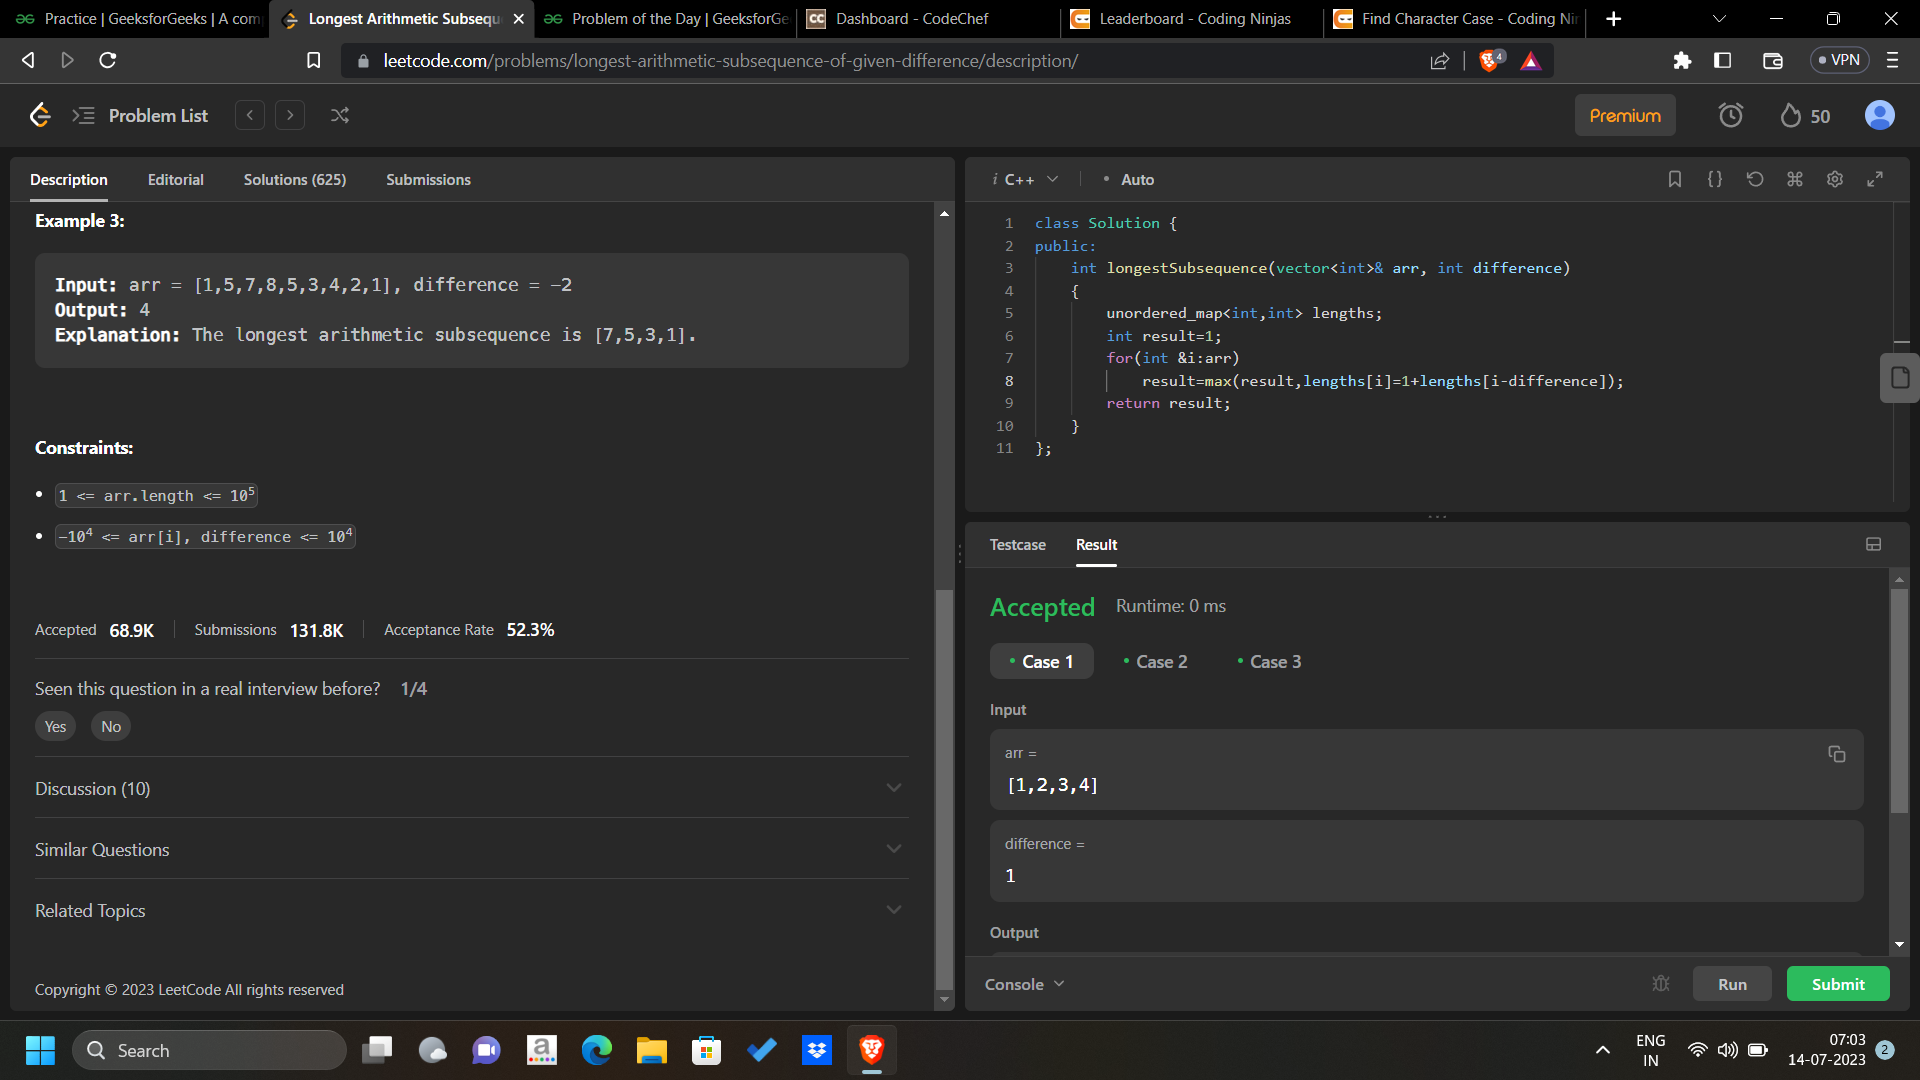 Practice | GeeksforGeeks | A com
Longest Arithmetic Subsequ
Problem of the Day | GeeksforGe
CC Dashboard - CodeChef
Leaderboard - Coding Ninjas
Find Character Case - Coding Nin
leetcode.com/problems/longest-arithmetic-subsequence-of-given-difference/description/
4
VPN
Problem List
Premium
50
Description
Editorial
Solutions (625)
Submissions
Example 3:
Input: arr = [1,5,7,8,5,3,4,2,1], difference = -2
Output: 4
Explanation: The longest arithmetic subsequence is [7,5,3,1].
Constraints:
• 1 <= arr.length <= 10⁵
• -10⁴ <= arr[i], difference <= 10⁴
Accepted 68.9K Submissions 131.8K Acceptance Rate 52.3%
Seen this question in a real interview before? 1/4
Yes No
Discussion (10)
Similar Questions
Related Topics
Copyright © 2023 LeetCode All rights reserved
i C++ • Auto
{}
1 class Solution {
2 public:
3 int longestSubsequence(vector<int>& arr, int difference)
4 {
5 unordered_map<int,int> lengths;
6 int result=1;
7 for(int &i:arr)
8 result=max(result,lengths[i]=1+lengths[i-difference]);
9 return result;
10 }
11 };
Testcase Result
Accepted Runtime: 0 ms
• Case 1 • Case 2 • Case 3
Input
arr =
[1,2,3,4]
difference =
1
Output
Console
Run
Submit
Search
a
ENG
IN
07:03
14-07-2023
2